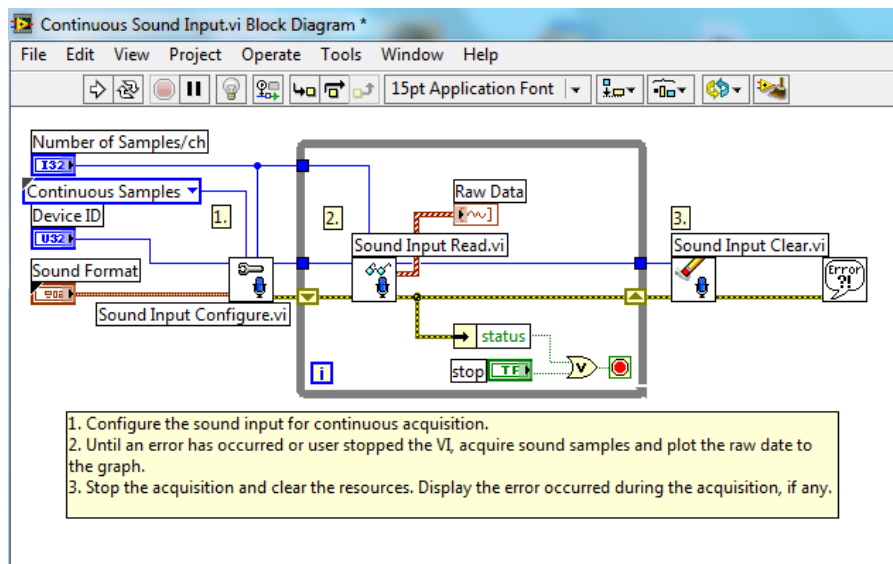 Continuous Sound Input.vi Block Diagram *
File Edit View Project Operate Tools Window Help
15pt Application Font
Number of Samples/ch
I32
Continuous Samples
1.
Device ID
U32
Sound Format
Sound Input Configure.vi
2.
Raw Data
Sound Input Read.vi
status
stop
TF
i
3.
Sound Input Clear.vi
Error
?!
1. Configure the sound input for continuous acquisition.
2. Until an error has occurred or user stopped the VI, acquire sound samples and plot the raw date to
the graph.
3. Stop the acquisition and clear the resources. Display the error occurred during the acquisition, if any.